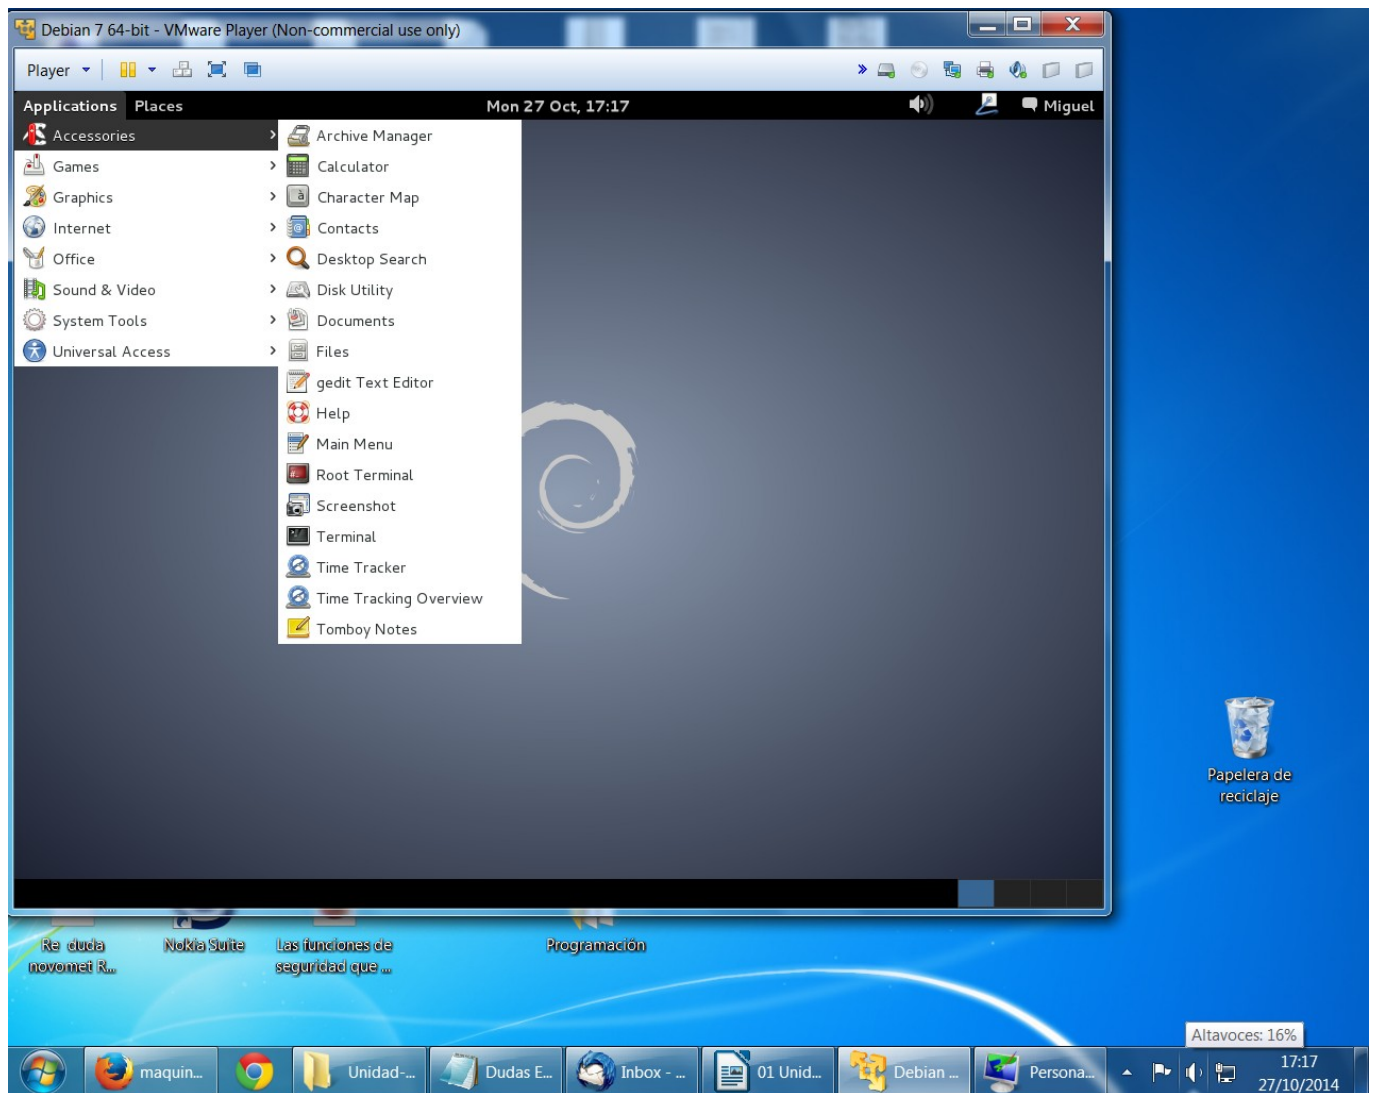 Debian 7 64-bit - VMware Player (Non-commercial use only)
Player
Applications Places Mon 27 Oct, 17:17 Miguel
Accessories
Games
Graphics
Internet
Office
Sound & Video
System Tools
Universal Access
Archive Manager
Calculator
Character Map
Contacts
Desktop Search
Disk Utility
Documents
Files
gedit Text Editor
Help
Main Menu
Root Terminal
Screenshot
Terminal
Time Tracker
Time Tracking Overview
Tomboy Notes
Papelera de
reciclaje
Re duda
novomet R...
Nokia Suite
Las funciones de
seguridad que ...
Programación
Altavoces: 16%
maquin... Unidad-... Dudas E... Inbox - ... 01 Unid... Debian ... Persona... 17:17
27/10/2014